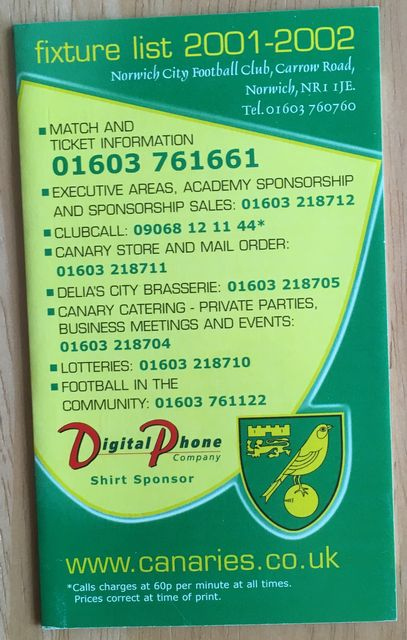 fixture list 2001-2002
Norwich City Football Club, Carrow Road,
Norwich, NR1 1JE.
Tel. 01603 760760
■ MATCH AND
TICKET INFORMATION
01603 761661
■ EXECUTIVE AREAS, ACADEMY SPONSORSHIP
AND SPONSORSHIP SALES: 01603 218712
■ CLUBCALL: 09068 12 11 44*
■ CANARY STORE AND MAIL ORDER:
01603 218711
■ DELIA'S CITY BRASSERIE: 01603 218705
■ CANARY CATERING - PRIVATE PARTIES,
BUSINESS MEETINGS AND EVENTS:
01603 218704
■ LOTTERIES: 01603 218710
■ FOOTBALL IN THE
COMMUNITY: 01603 761122
Digital Phone
Company
Shirt Sponsor
www.canaries.co.uk
*Calls charges at 60p per minute at all times.
Prices correct at time of print.